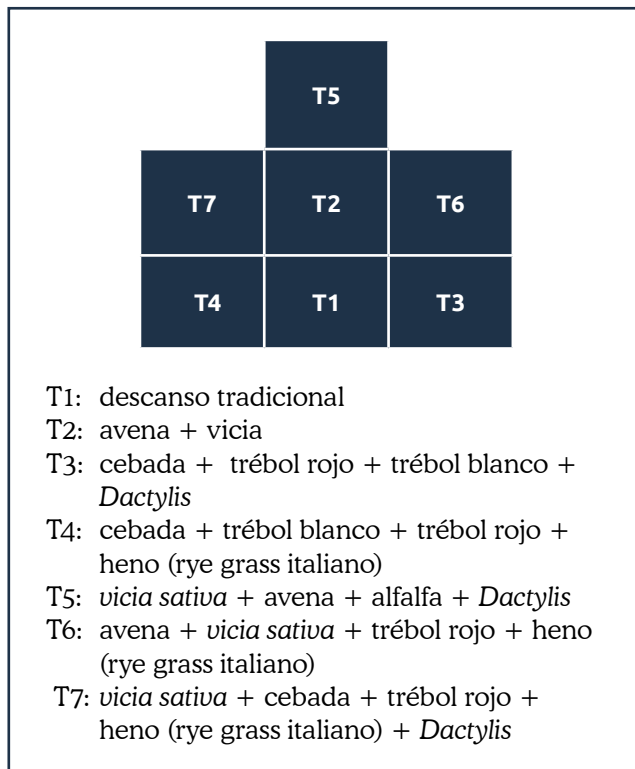 T5
T7 T2 T6
T4 T1 T3
T1: descanso tradicional
T2: avena + vicia
T3: cebada + trébol rojo + trébol blanco +
Dactylis
T4: cebada + trébol blanco + trébol rojo +
heno (rye grass italiano)
T5: vicia sativa + avena + alfalfa + Dactylis
T6: avena + vicia sativa + trébol rojo + heno
(rye grass italiano)
T7: vicia sativa + cebada + trébol rojo +
heno (rye grass italiano) + Dactylis